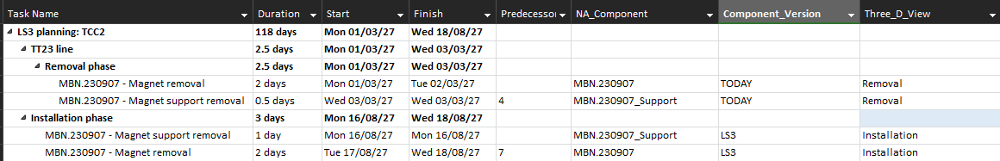 Task Name Duration Start Finish Predecessor NA_Component Component_Version Three_D_View
LS3 planning: TCC2 118 days Mon 01/03/27 Wed 18/08/27
TT23 line 2.5 days Mon 01/03/27 Wed 03/03/27
Removal phase 2.5 days Mon 01/03/27 Wed 03/03/27
MBN.230907 - Magnet removal 2 days Mon 01/03/27 Tue 02/03/27 MBN.230907 TODAY Removal
MBN.230907 - Magnet support removal 0.5 days Wed 03/03/27 Wed 03/03/27 4 MBN.230907_Support TODAY Removal
Installation phase 3 days Mon 16/08/27 Wed 18/08/27
MBN.230907 - Magnet support removal 1 day Mon 16/08/27 Mon 16/08/27 MBN.230907_Support LS3 Installation
MBN.230907 - Magnet removal 2 days Tue 17/08/27 Wed 18/08/27 7 MBN.230907 LS3 Installation